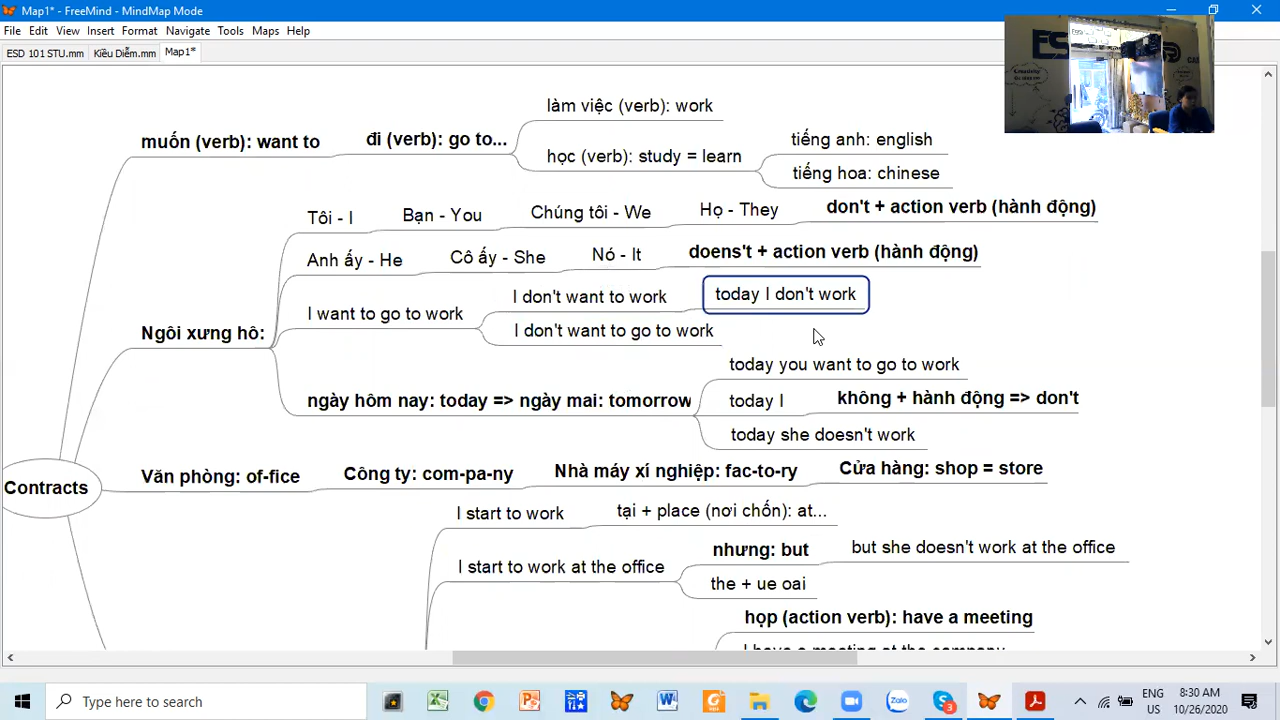 Map1* - FreeMind - MindMap Mode
File Edit View Insert Format Navigate Tools Maps Help
ESD 101 STU.mm Kiều Diễm.mm Map1*
làm việc (verb): work
muốn (verb): want to đi (verb): go to...
học (verb): study = learn
tiếng anh: english
tiếng hoa: chinese
Tôi - I Bạn - You Chúng tôi - We Họ - They don't + action verb (hành động)
Anh ấy - He Cô ấy - She Nó - It doens't + action verb (hành động)
I don't want to work today I don't work
I want to go to work
I don't want to go to work
Ngôi xưng hô:
today you want to go to work
ngày hôm nay: today => ngày mai: tomorrow
today I không + hành động => don't
today she doesn't work
Contracts
Văn phòng: of-fice Công ty: com-pa-ny Nhà máy xí nghiệp: fac-to-ry Cửa hàng: shop = store
I start to work tại + place (nơi chốn): at...
I start to work at the office
nhưng: but but she doesn't work at the office
the + ue oai
họp (action verb): have a meeting
I have a meeting at the company
Type here to search
ENG
US
8:30 AM
10/26/2020
3